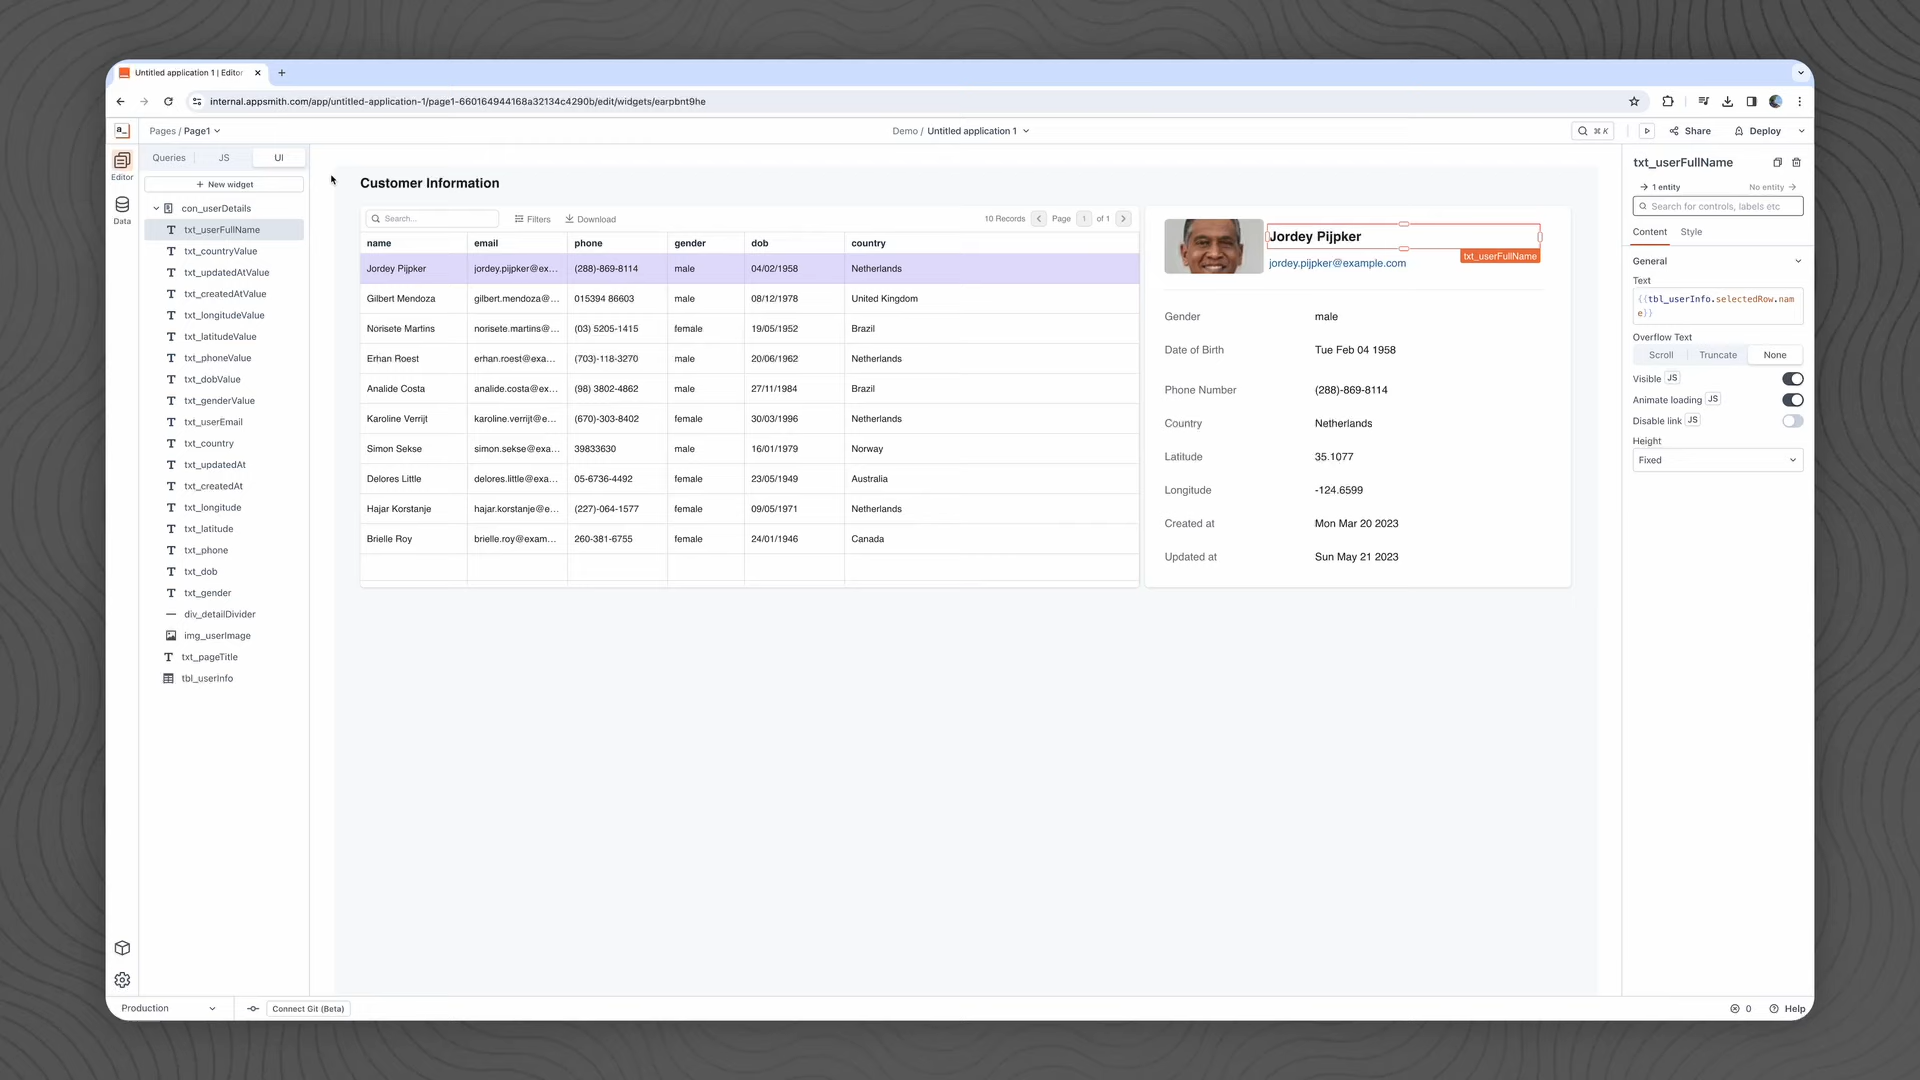 Untitled application 1 | Editor
internal.appsmith.com/app/untitled-application-1/page1-660164944168a32134c4290b/edit/widgets/earpbnt9he
a_
Pages / Page1
Demo / Untitled application 1
⌘ K
Share
Deploy
Editor
Data
Queries JS UI
+ New widget
con_userDetails
txt_userFullName
txt_countryValue
txt_updatedAtValue
txt_createdAtValue
txt_longitudeValue
txt_latitudeValue
txt_phoneValue
txt_dobValue
txt_genderValue
txt_userEmail
txt_country
txt_updatedAt
txt_createdAt
txt_longitude
txt_latitude
txt_phone
txt_dob
txt_gender
div_detailDivider
img_userImage
txt_pageTitle
tbl_userInfo
Customer Information
Search... Filters Download 10 Records Page 1 of 1
name email phone gender dob country
Jordey Pijpker jordey.pijpker@ex... (288)-869-8114 male 04/02/1958 Netherlands
Gilbert Mendoza gilbert.mendoza@... 015394 86603 male 08/12/1978 United Kingdom
Norisete Martins norisete.martins@... (03) 5205-1415 female 19/05/1952 Brazil
Erhan Roest erhan.roest@exa... (703)-118-3270 male 20/06/1962 Netherlands
Analide Costa analide.costa@ex... (98) 3802-4862 male 27/11/1984 Brazil
Karoline Verrijt karoline.verrijt@e... (670)-303-8402 female 30/03/1996 Netherlands
Simon Sekse simon.sekse@exa... 39833630 male 16/01/1979 Norway
Delores Little delores.little@exa... 05-6736-4492 female 23/05/1949 Australia
Hajar Korstanje hajar.korstanje@e... (227)-064-1577 female 09/05/1971 Netherlands
Brielle Roy brielle.roy@exam... 260-381-6755 female 24/01/1946 Canada
Jordey Pijpker
txt_userFullName
jordey.pijpker@example.com
Gender male
Date of Birth Tue Feb 04 1958
Phone Number (288)-869-8114
Country Netherlands
Latitude 35.1077
Longitude -124.6599
Created at Mon Mar 20 2023
Updated at Sun May 21 2023
txt_userFullName
1 entity No entity
Search for controls, labels etc
Content Style
General
Text
{{tbl_userInfo.selectedRow.nam
e}}
Overflow Text
Scroll Truncate None
Visible JS
Animate loading JS
Disable link JS
Height
Fixed
Production
Connect Git (Beta)
0
Help